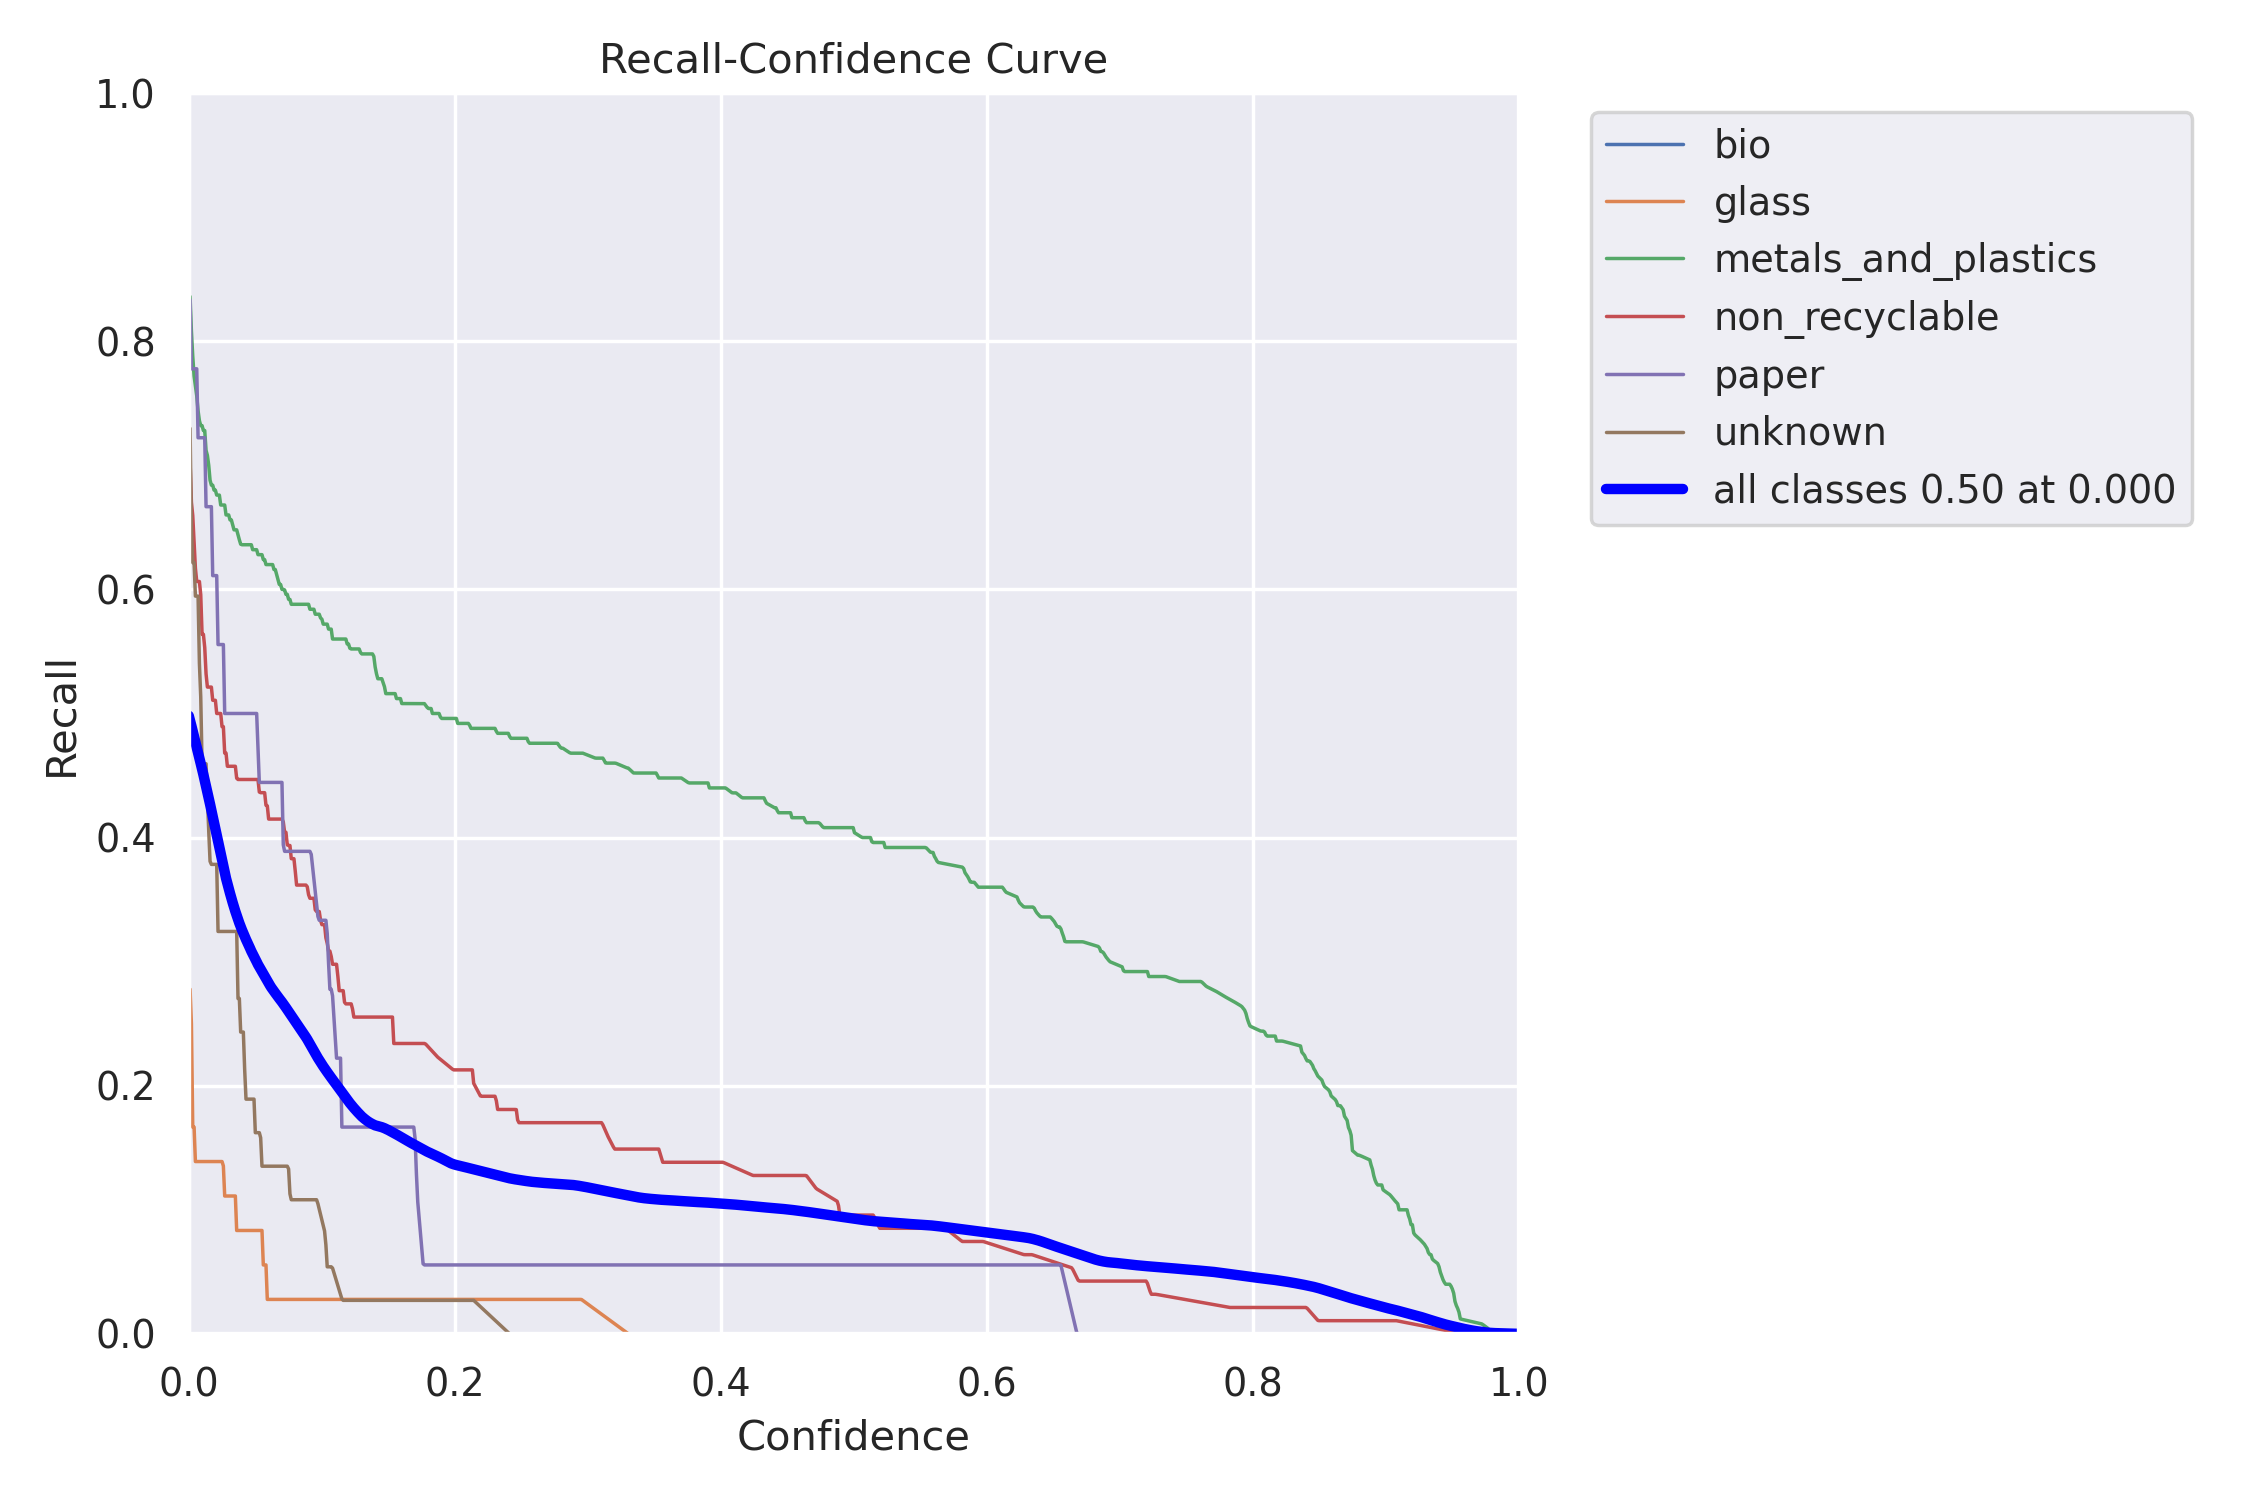 Recall-Confidence Curve
1.0
0.8
0.6
0.4
0.2
0.0
Recall
0.0 0.2 0.4 0.6 0.8 1.0
Confidence
bio
glass
metals_and_plastics
non_recyclable
paper
unknown
all classes 0.50 at 0.000